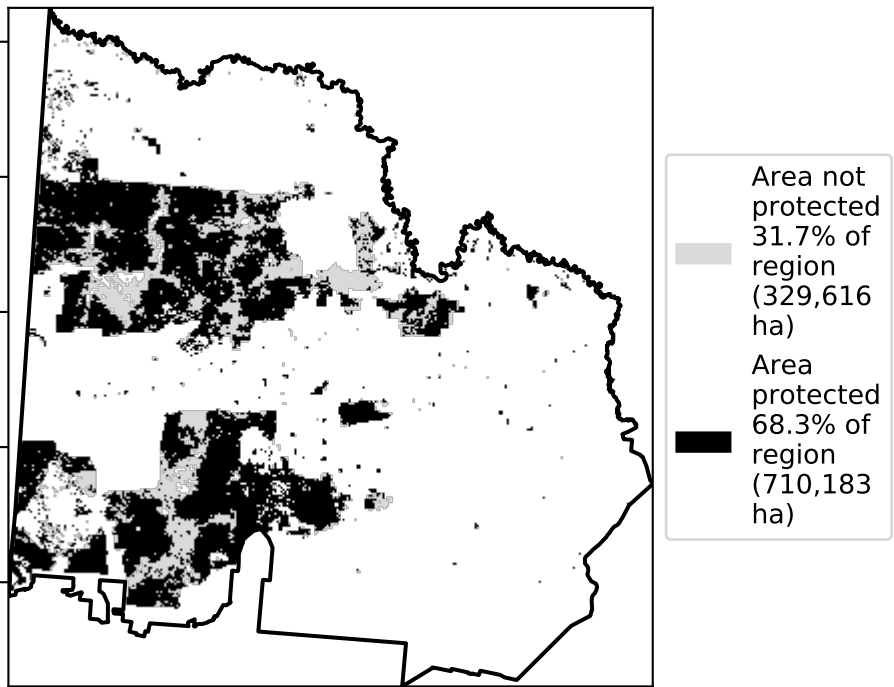 Area not
protected
31.7% of
region
(329,616
ha)
Area
protected
68.3% of
region
(710,183
ha)